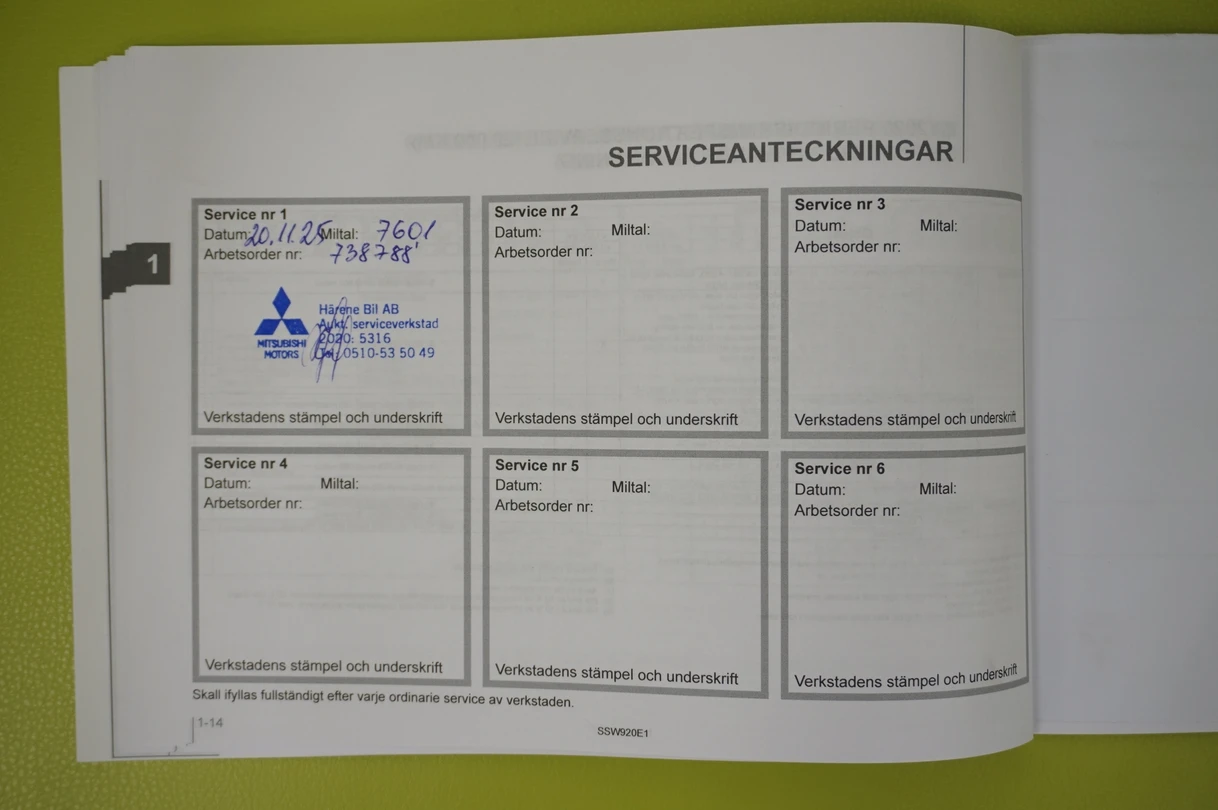 SERVICEANTECKNINGAR
1
Service nr 1
Datum: 20.11.25 Miltal: 7601
Arbetsorder nr: 738788
MITSUBISHI
MOTORS
Härene Bil AB
Aukt. serviceverkstad
2020: 5316
Tel. 0510-53 50 49
Verkstadens stämpel och underskrift
Service nr 2
Datum: Miltal:
Arbetsorder nr:
Verkstadens stämpel och underskrift
Service nr 3
Datum: Miltal:
Arbetsorder nr:
Verkstadens stämpel och underskrift
Service nr 4
Datum: Miltal:
Arbetsorder nr:
Verkstadens stämpel och underskrift
Service nr 5
Datum: Miltal:
Arbetsorder nr:
Verkstadens stämpel och underskrift
Service nr 6
Datum: Miltal:
Arbetsorder nr:
Verkstadens stämpel och underskrift
Skall ifyllas fullständigt efter varje ordinarie service av verkstaden.
1-14
SSW920E1